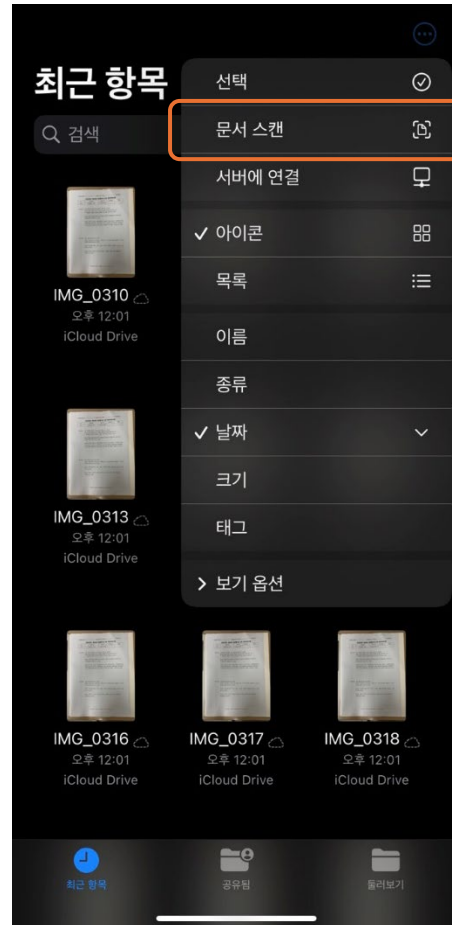 최근 항목
검색
선택
문서 스캔
서버에 연결
아이콘
목록
이름
종류
날짜
크기
태그
보기 옵션
IMG_0310
오후 12:01
iCloud Drive
IMG_0313
오후 12:01
iCloud Drive
IMG_0316
오후 12:01
iCloud Drive
IMG_0317
오후 12:01
iCloud Drive
IMG_0318
오후 12:01
iCloud Drive
최근 항목
공유됨
둘러보기